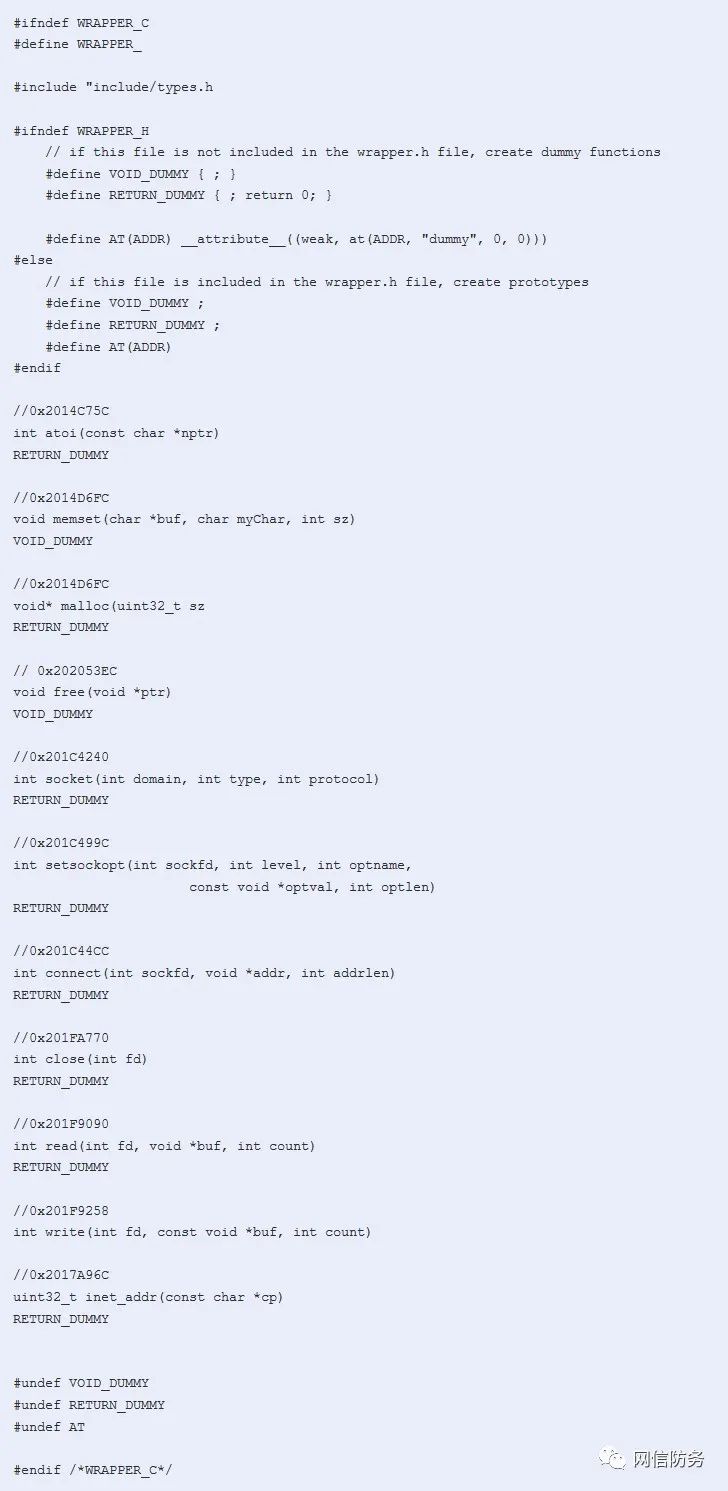 #ifndef WRAPPER_C
#define WRAPPER_
#include "include/types.h
#ifndef WRAPPER_H
// if this file is not included in the wrapper.h file, create dummy functions
#define VOID_DUMMY { ; }
#define RETURN_DUMMY { ; return 0; }
#define AT(ADDR) __attribute__((weak, at(ADDR, "dummy", 0, 0)))
#else
// if this file is included in the wrapper.h file, create prototypes
#define VOID_DUMMY ;
#define RETURN_DUMMY ;
#define AT(ADDR)
#endif
//0x2014C75C
int atoi(const char *nptr)
RETURN_DUMMY
//0x2014D6FC
void memset(char *buf, char myChar, int sz)
VOID_DUMMY
//0x2014D6FC
void* malloc(uint32_t sz
RETURN_DUMMY
// 0x202053EC
void free(void *ptr)
VOID_DUMMY
//0x201C4240
int socket(int domain, int type, int protocol)
RETURN_DUMMY
//0x201C499C
int setsockopt(int sockfd, int level, int optname,
const void *optval, int optlen)
RETURN_DUMMY
//0x201C44CC
int connect(int sockfd, void *addr, int addrlen)
RETURN_DUMMY
//0x201FA770
int close(int fd)
RETURN_DUMMY
//0x201F9090
int read(int fd, void *buf, int count)
RETURN_DUMMY
//0x201F9258
int write(int fd, const void *buf, int count)
//0x2017A96C
uint32_t inet_addr(const char *cp)
RETURN_DUMMY
#undef VOID_DUMMY
#undef RETURN_DUMMY
#undef AT
#endif /*WRAPPER_C*/
网信防务